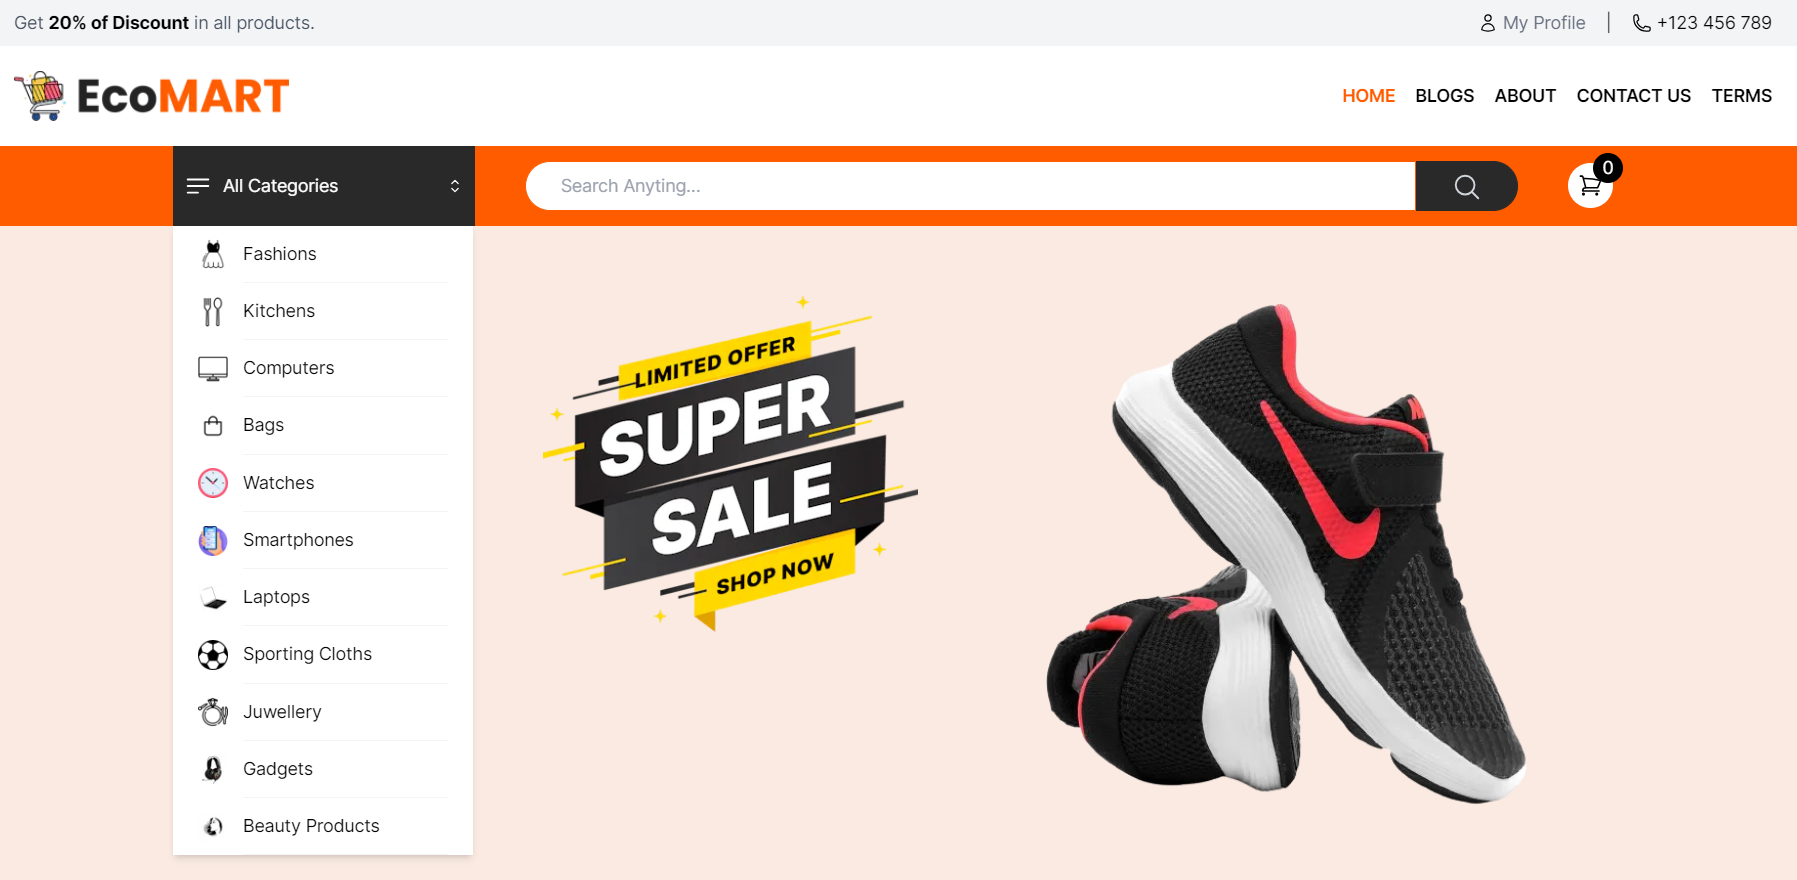 Get 20% of Discount in all products.
My Profile | +123 456 789
EcoMART
HOME BLOGS ABOUT CONTACT US TERMS
All Categories
Search Anyting...
0
Fashions
Kitchens
Computers
Bags
Watches
Smartphones
Laptops
Sporting Cloths
Juwellery
Gadgets
Beauty Products
LIMITED OFFER
SUPER
SALE
SHOP NOW